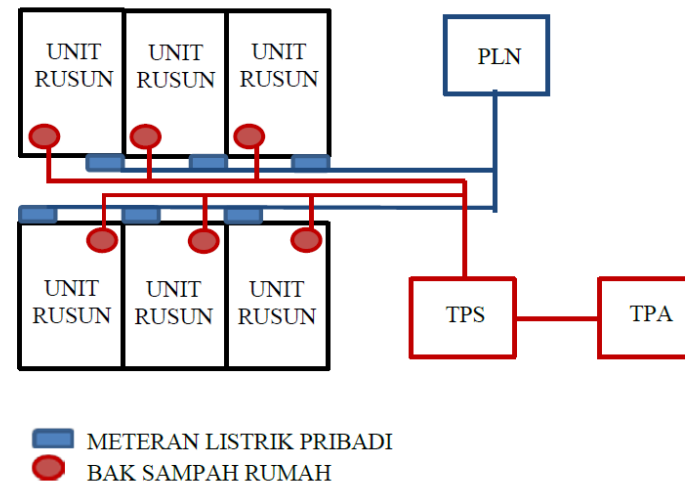 UNIT
RUSUN
UNIT
RUSUN
UNIT
RUSUN
PLN
UNIT
RUSUN
UNIT
RUSUN
UNIT
RUSUN
TPS
TPA
METERAN LISTRIK PRIBADI
BAK SAMPAH RUMAH